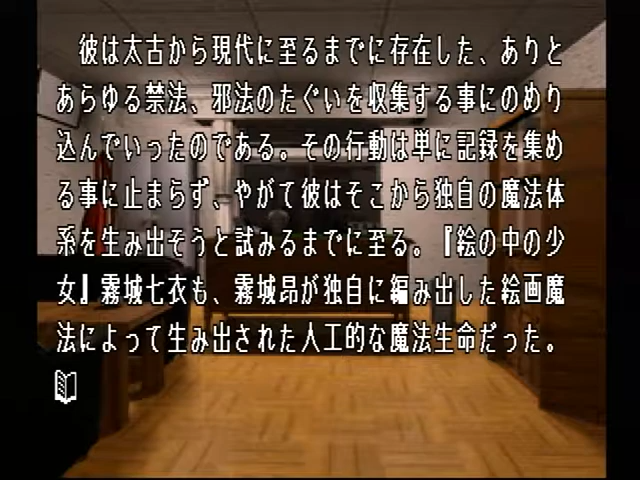 彼は太古から現代に至るまでに存在した、ありと
あらゆる禁法、邪法のたぐいを収集する事にのめり
込んでいったのである。その行動は単に記録を集め
る事に止まらず、やがて彼はそこから独自の魔法体
系を生み出そうと試みるまでに至る。『絵の中の少
女』霧城七衣も、霧城昂が独自に編み出した絵画魔
法によって生み出された人工的な魔法生命だった。